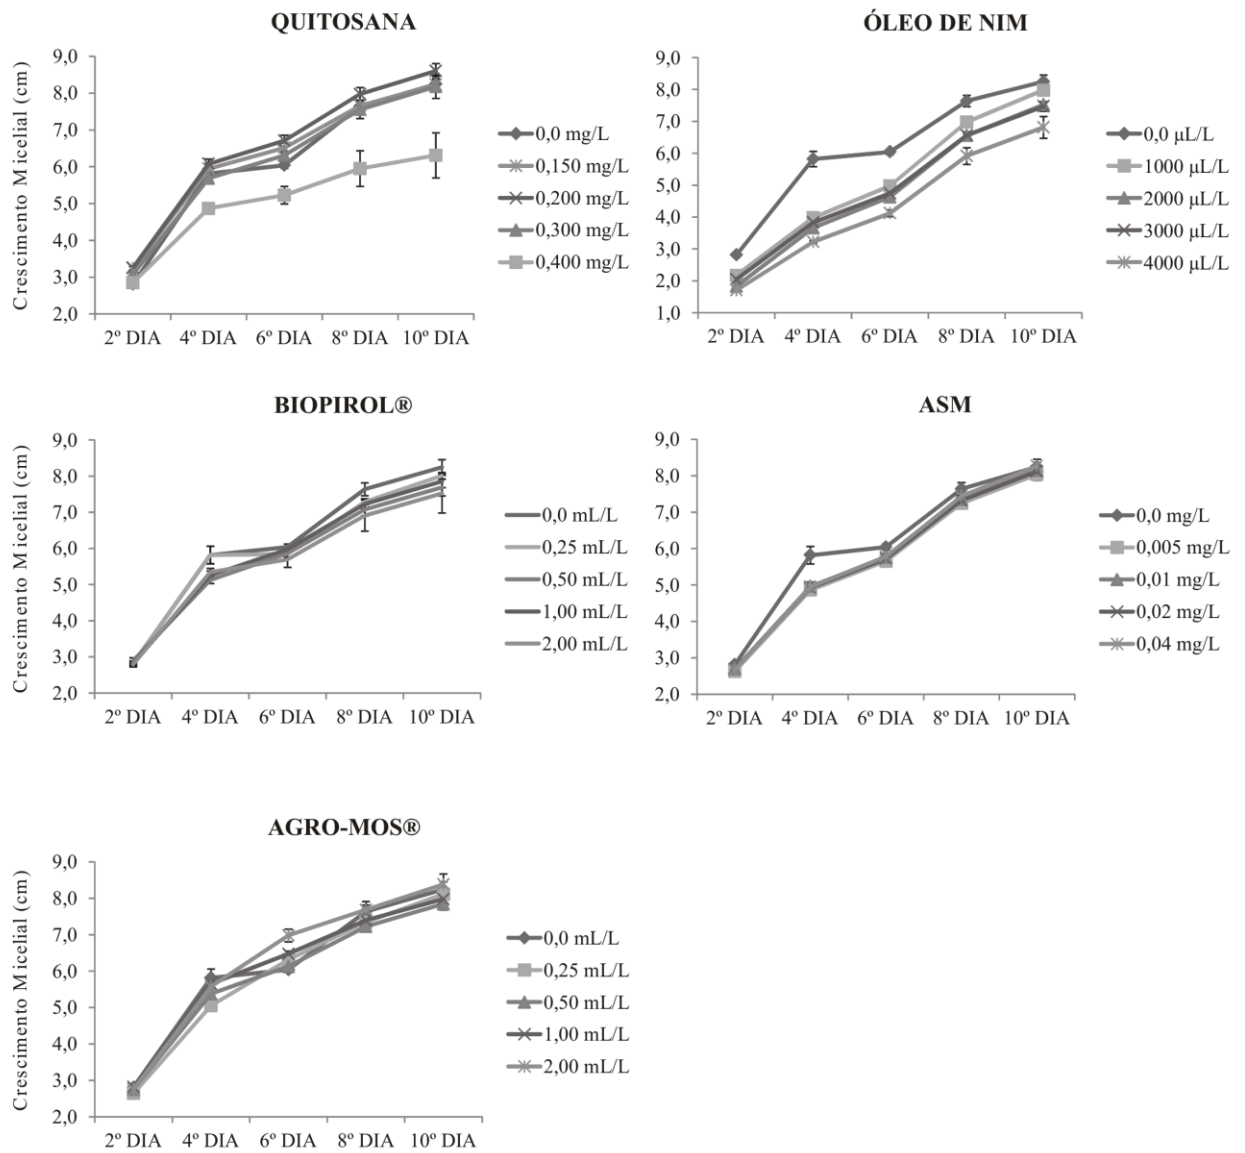 QUITOSANA
Crescimento Micelial (cm)
9,0
8,0
7,0
6,0
5,0
4,0
3,0
2,0
2º DIA 4º DIA 6º DIA 8º DIA 10º DIA
0,0 mg/L
0,150 mg/L
0,200 mg/L
0,300 mg/L
0,400 mg/L
ÓLEO DE NIM
9,0
8,0
7,0
6,0
5,0
4,0
3,0
2,0
1,0
2º DIA 4º DIA 6º DIA 8º DIA 10º DIA
0,0 µL/L
1000 µL/L
2000 µL/L
3000 µL/L
4000 µL/L
BIOPIROL®
Crescimento Micelial (cm)
9,0
8,0
7,0
6,0
5,0
4,0
3,0
2,0
2º DIA 4º DIA 6º DIA 8º DIA 10º DIA
0,0 mL/L
0,25 mL/L
0,50 mL/L
1,00 mL/L
2,00 mL/L
ASM
9,0
8,0
7,0
6,0
5,0
4,0
3,0
2,0
2º DIA 4º DIA 6º DIA 8º DIA 10º DIA
0,0 mg/L
0,005 mg/L
0,01 mg/L
0,02 mg/L
0,04 mg/L
AGRO-MOS®
Crescimento Micelial (cm)
9,0
8,0
7,0
6,0
5,0
4,0
3,0
2,0
2º DIA 4º DIA 6º DIA 8º DIA 10º DIA
0,0 mL/L
0,25 mL/L
0,50 mL/L
1,00 mL/L
2,00 mL/L